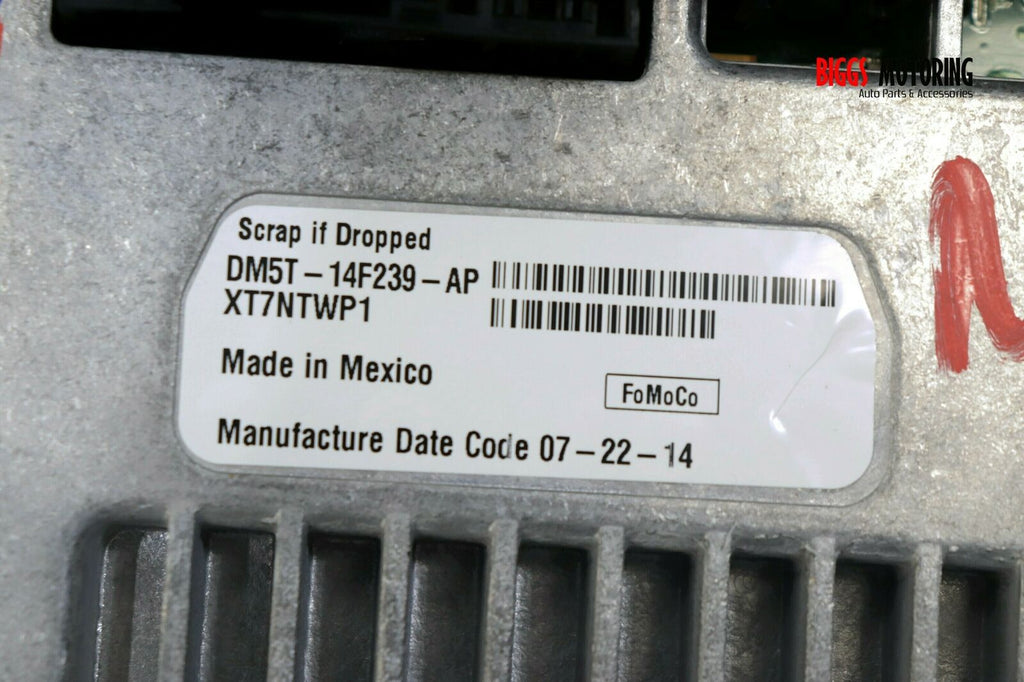 BIGGS MOTORING
Auto Parts & Accessories
Scrap if Dropped
DM5T-14F239-AP
XT7NTWP1
Made in Mexico
FoMoCo
Manufacture Date Code 07-22-14